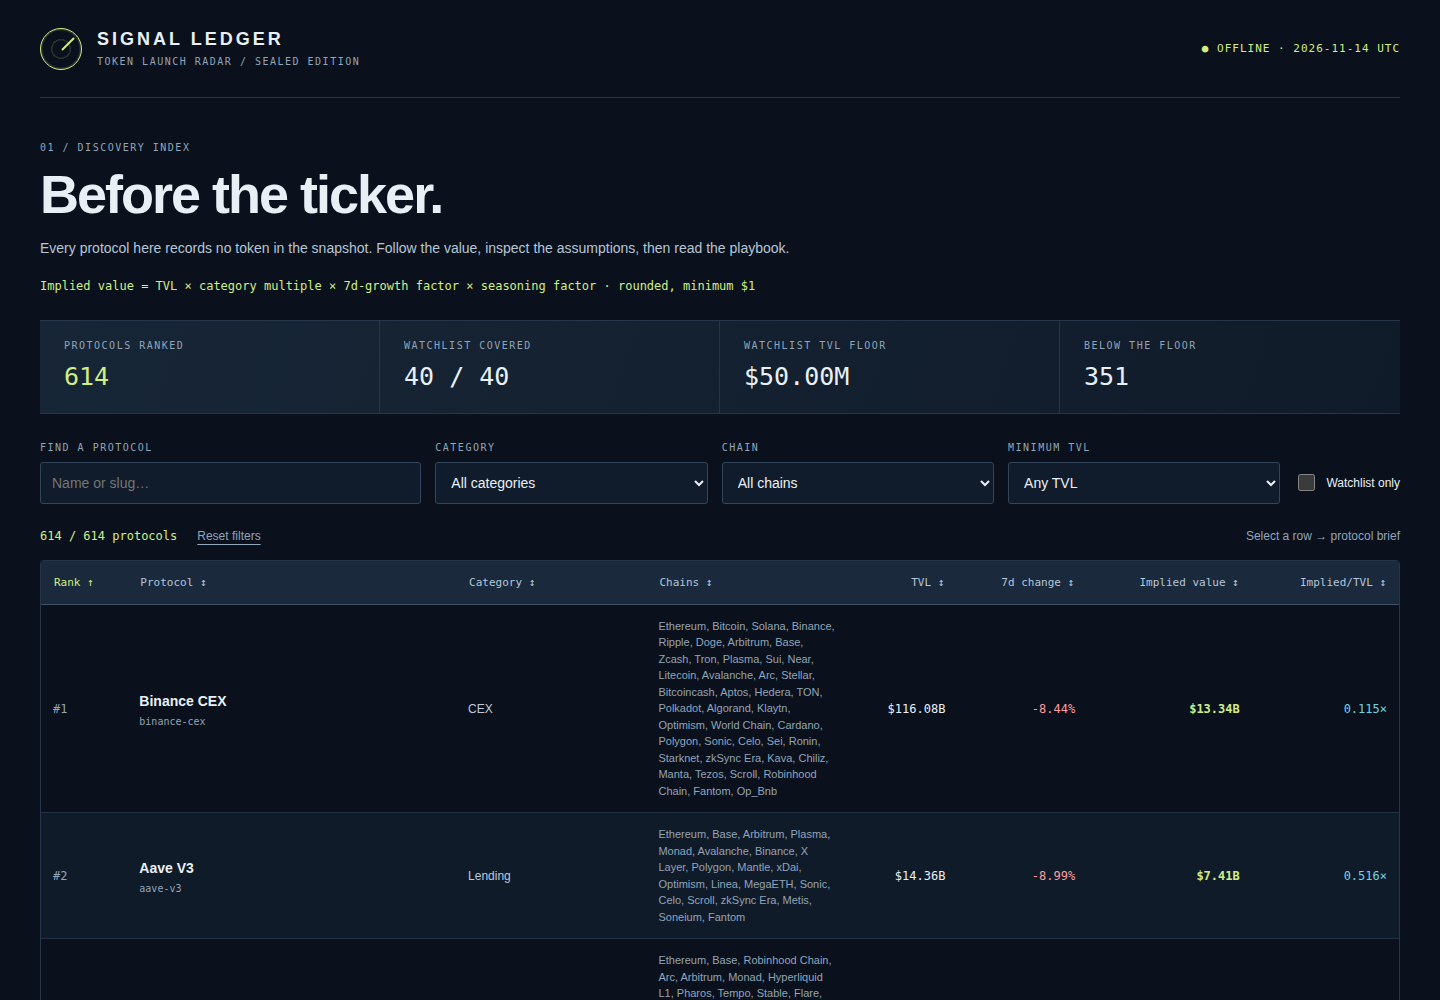 SIGNAL LEDGER
TOKEN LAUNCH RADAR / SEALED EDITION
● OFFLINE · 2026-11-14 UTC
01 / DISCOVERY INDEX
Before the ticker.
Every protocol here records no token in the snapshot. Follow the value, inspect the assumptions, then read the playbook.
Implied value = TVL × category multiple × 7d-growth factor × seasoning factor · rounded, minimum $1
PROTOCOLS RANKED
614
WATCHLIST COVERED
40 / 40
WATCHLIST TVL FLOOR
$50.00M
BELOW THE FLOOR
351
FIND A PROTOCOL
Name or slug…
CATEGORY
All categories
CHAIN
All chains
MINIMUM TVL
Any TVL
Watchlist only
614 / 614 protocols
Reset filters
Select a row → protocol brief
Rank ↑ Protocol ↕ Category ↕ Chains ↕ TVL ↕ 7d change ↕ Implied value ↕ Implied/TVL ↕
#1
Binance CEX
binance-cex
CEX
Ethereum, Bitcoin, Solana, Binance,
Ripple, Doge, Arbitrum, Base,
Zcash, Tron, Plasma, Sui, Near,
Litecoin, Avalanche, Arc, Stellar,
Bitcoincash, Aptos, Hedera, TON,
Polkadot, Algorand, Klaytn,
Optimism, World Chain, Cardano,
Polygon, Sonic, Celo, Sei, Ronin,
Starknet, zkSync Era, Kava, Chiliz,
Manta, Tezos, Scroll, Robinhood
Chain, Fantom, Op_Bnb
$116.08B
-8.44%
$13.34B
0.115×
#2
Aave V3
aave-v3
Lending
Ethereum, Base, Arbitrum, Plasma,
Monad, Avalanche, Binance, X
Layer, Polygon, Mantle, xDai,
Optimism, Linea, MegaETH, Sonic,
Celo, Scroll, zkSync Era, Metis,
Soneium, Fantom
$14.36B
-8.99%
$7.41B
0.516×
Ethereum, Base, Robinhood Chain,
Arc, Arbitrum, Monad, Hyperliquid
L1, Pharos, Tempo, Stable, Flare,